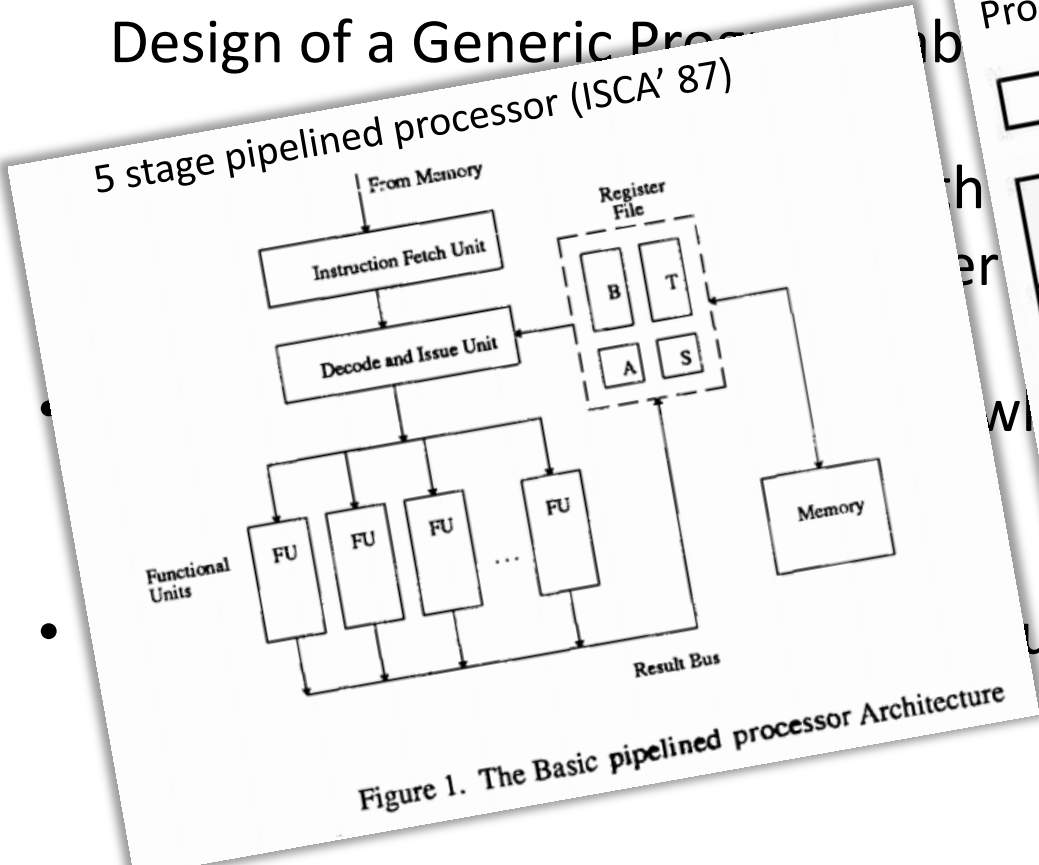 Design of a Generic
Pro
5 stage pipelined processor (ISCA’ 87)
From Memory
Register
File
Instruction Fetch Unit
B
T
Decode and Issue Unit
A
S
FU
FU
FU
...
FU
Memory
Functional
Units
Result Bus
Figure 1. The Basic pipelined processor Architecture